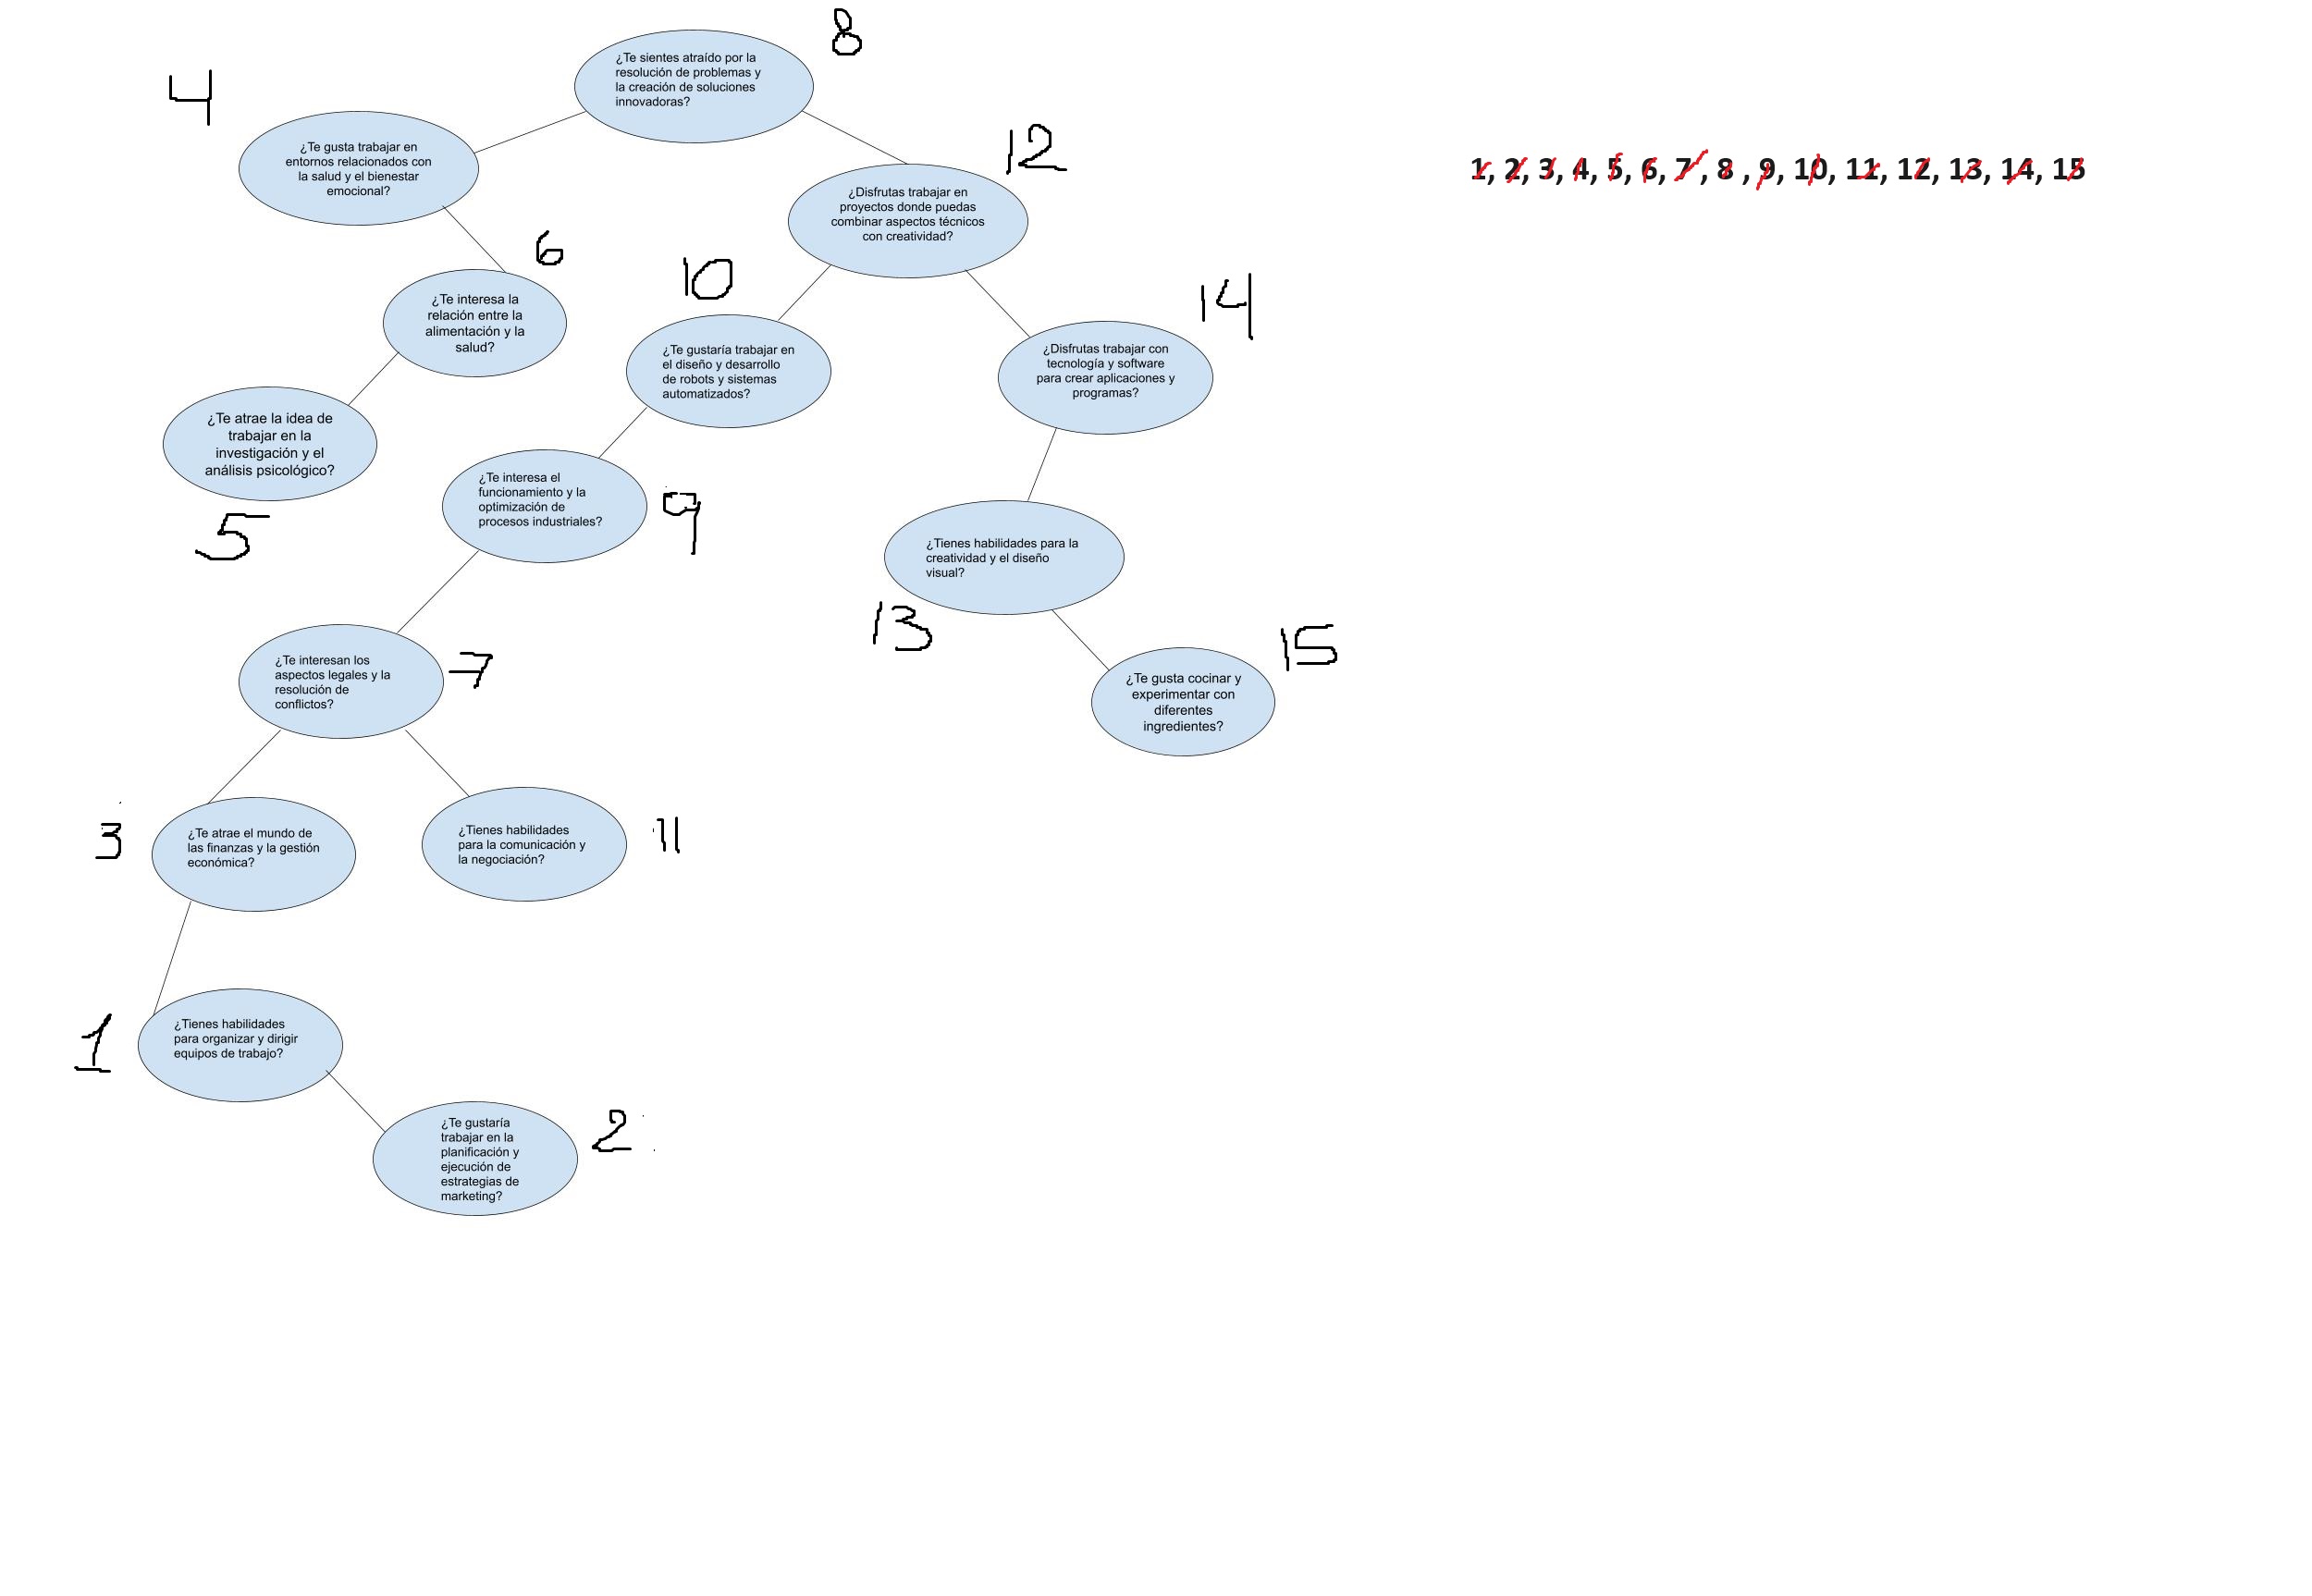 8
¿Te sientes atraído por la
resolución de problemas y
la creación de soluciones
innovadoras?
4
¿Te gusta trabajar en
entornos relacionados con
la salud y el bienestar
emocional?
12
¿Disfrutas trabajar en
proyectos donde puedas
combinar aspectos técnicos
con creatividad?
1, 2, 3, 4, 5, 6, 7, 8 , 9, 10, 11, 12, 13, 14, 15
6
¿Te interesa la
relación entre la
alimentación y la
salud?
10
¿Te gustaría trabajar en
el diseño y desarrollo
de robots y sistemas
automatizados?
14
¿Disfrutas trabajar con
tecnología y software
para crear aplicaciones y
programas?
¿Te atrae la idea de
trabajar en la
investigación y el
análisis psicológico?
5
¿Te interesa el
funcionamiento y la
optimización de
procesos industriales?
9
¿Tienes habilidades para la
creatividad y el diseño
visual?
13
¿Te interesan los
aspectos legales y la
resolución de
conflictos?
7
¿Te gusta cocinar y
experimentar con
diferentes
ingredientes?
15
3
¿Te atrae el mundo de
las finanzas y la gestión
económica?
¿Tienes habilidades
para la comunicación y
la negociación?
11
1
¿Tienes habilidades
para organizar y dirigir
equipos de trabajo?
¿Te gustaría
trabajar en la
planificación y
ejecución de
estrategias de
marketing?
2